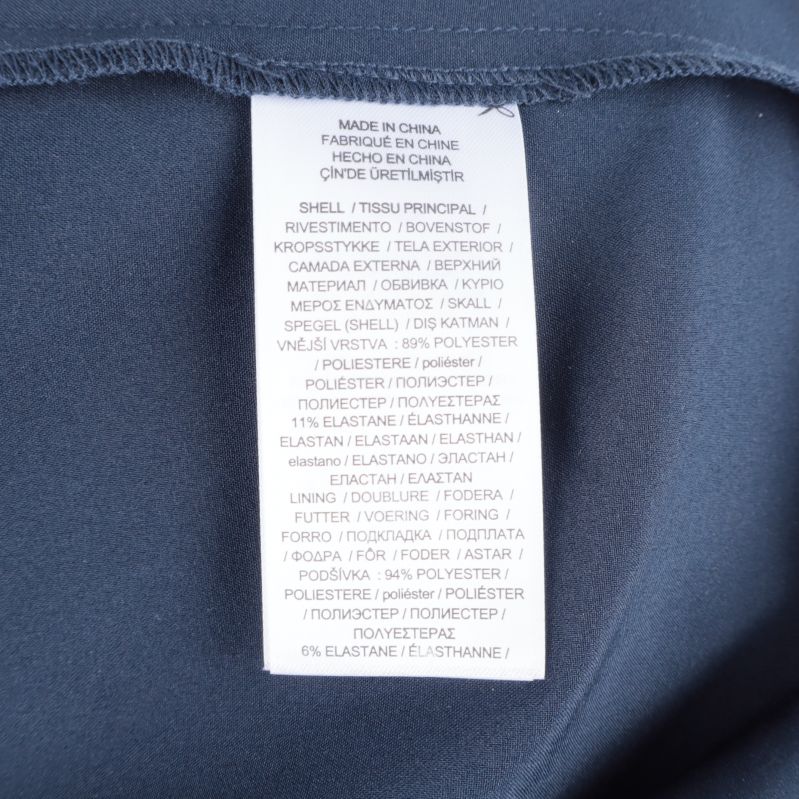 MADE IN CHINA
FABRIQUÉ EN CHINE
HECHO EN CHINA
ÇİN'DE ÜRETİLMİŞTİR
SHELL / TISSU PRINCIPAL /
RIVESTIMENTO / BOVENSTOF /
KROPSSTYKKE / TELA EXTERIOR /
CAMADA EXTERNA / ВЕРХНИЙ
МАТЕРИАЛ / ОБВИВКА / ΚΥΡΙΟ
ΜΕΡΟΣ ΕΝΔΥΜΑΤΟΣ / SKALL /
SPEGEL (SHELL) / DIŞ KATMAN /
VNĚJŠÍ VRSTVA : 89% POLYESTER
/ POLIESTERE / poliéster /
POLIÉSTER / ПОЛИЭСТЕР /
ПОЛИЕСТЕР / ΠΟΛΥΕΣΤΕΡΑΣ
11% ELASTANE / ÉLASTHANNE /
ELASTAN / ELASTAAN / ELASTHAN /
elastano / ELASTANO / ЭЛАСТАН /
ЕЛАСТАН / ΕΛΑΣΤΑΝ
LINING / DOUBLURE / FODERA /
FUTTER / VOERING / FORING /
FORRO / ПОДКЛАДКА / ПОДПЛАТА
/ ΦΟΔΡΑ / FÔR / FODER / ASTAR /
PODŠÍVKA : 94% POLYESTER /
POLIESTERE / poliéster / POLIÉSTER
/ ПОЛИЭСТЕР / ПОЛИЕСТЕР /
ΠΟΛΥΕΣΤΕΡΑΣ
6% ELASTANE / ÉLASTHANNE /